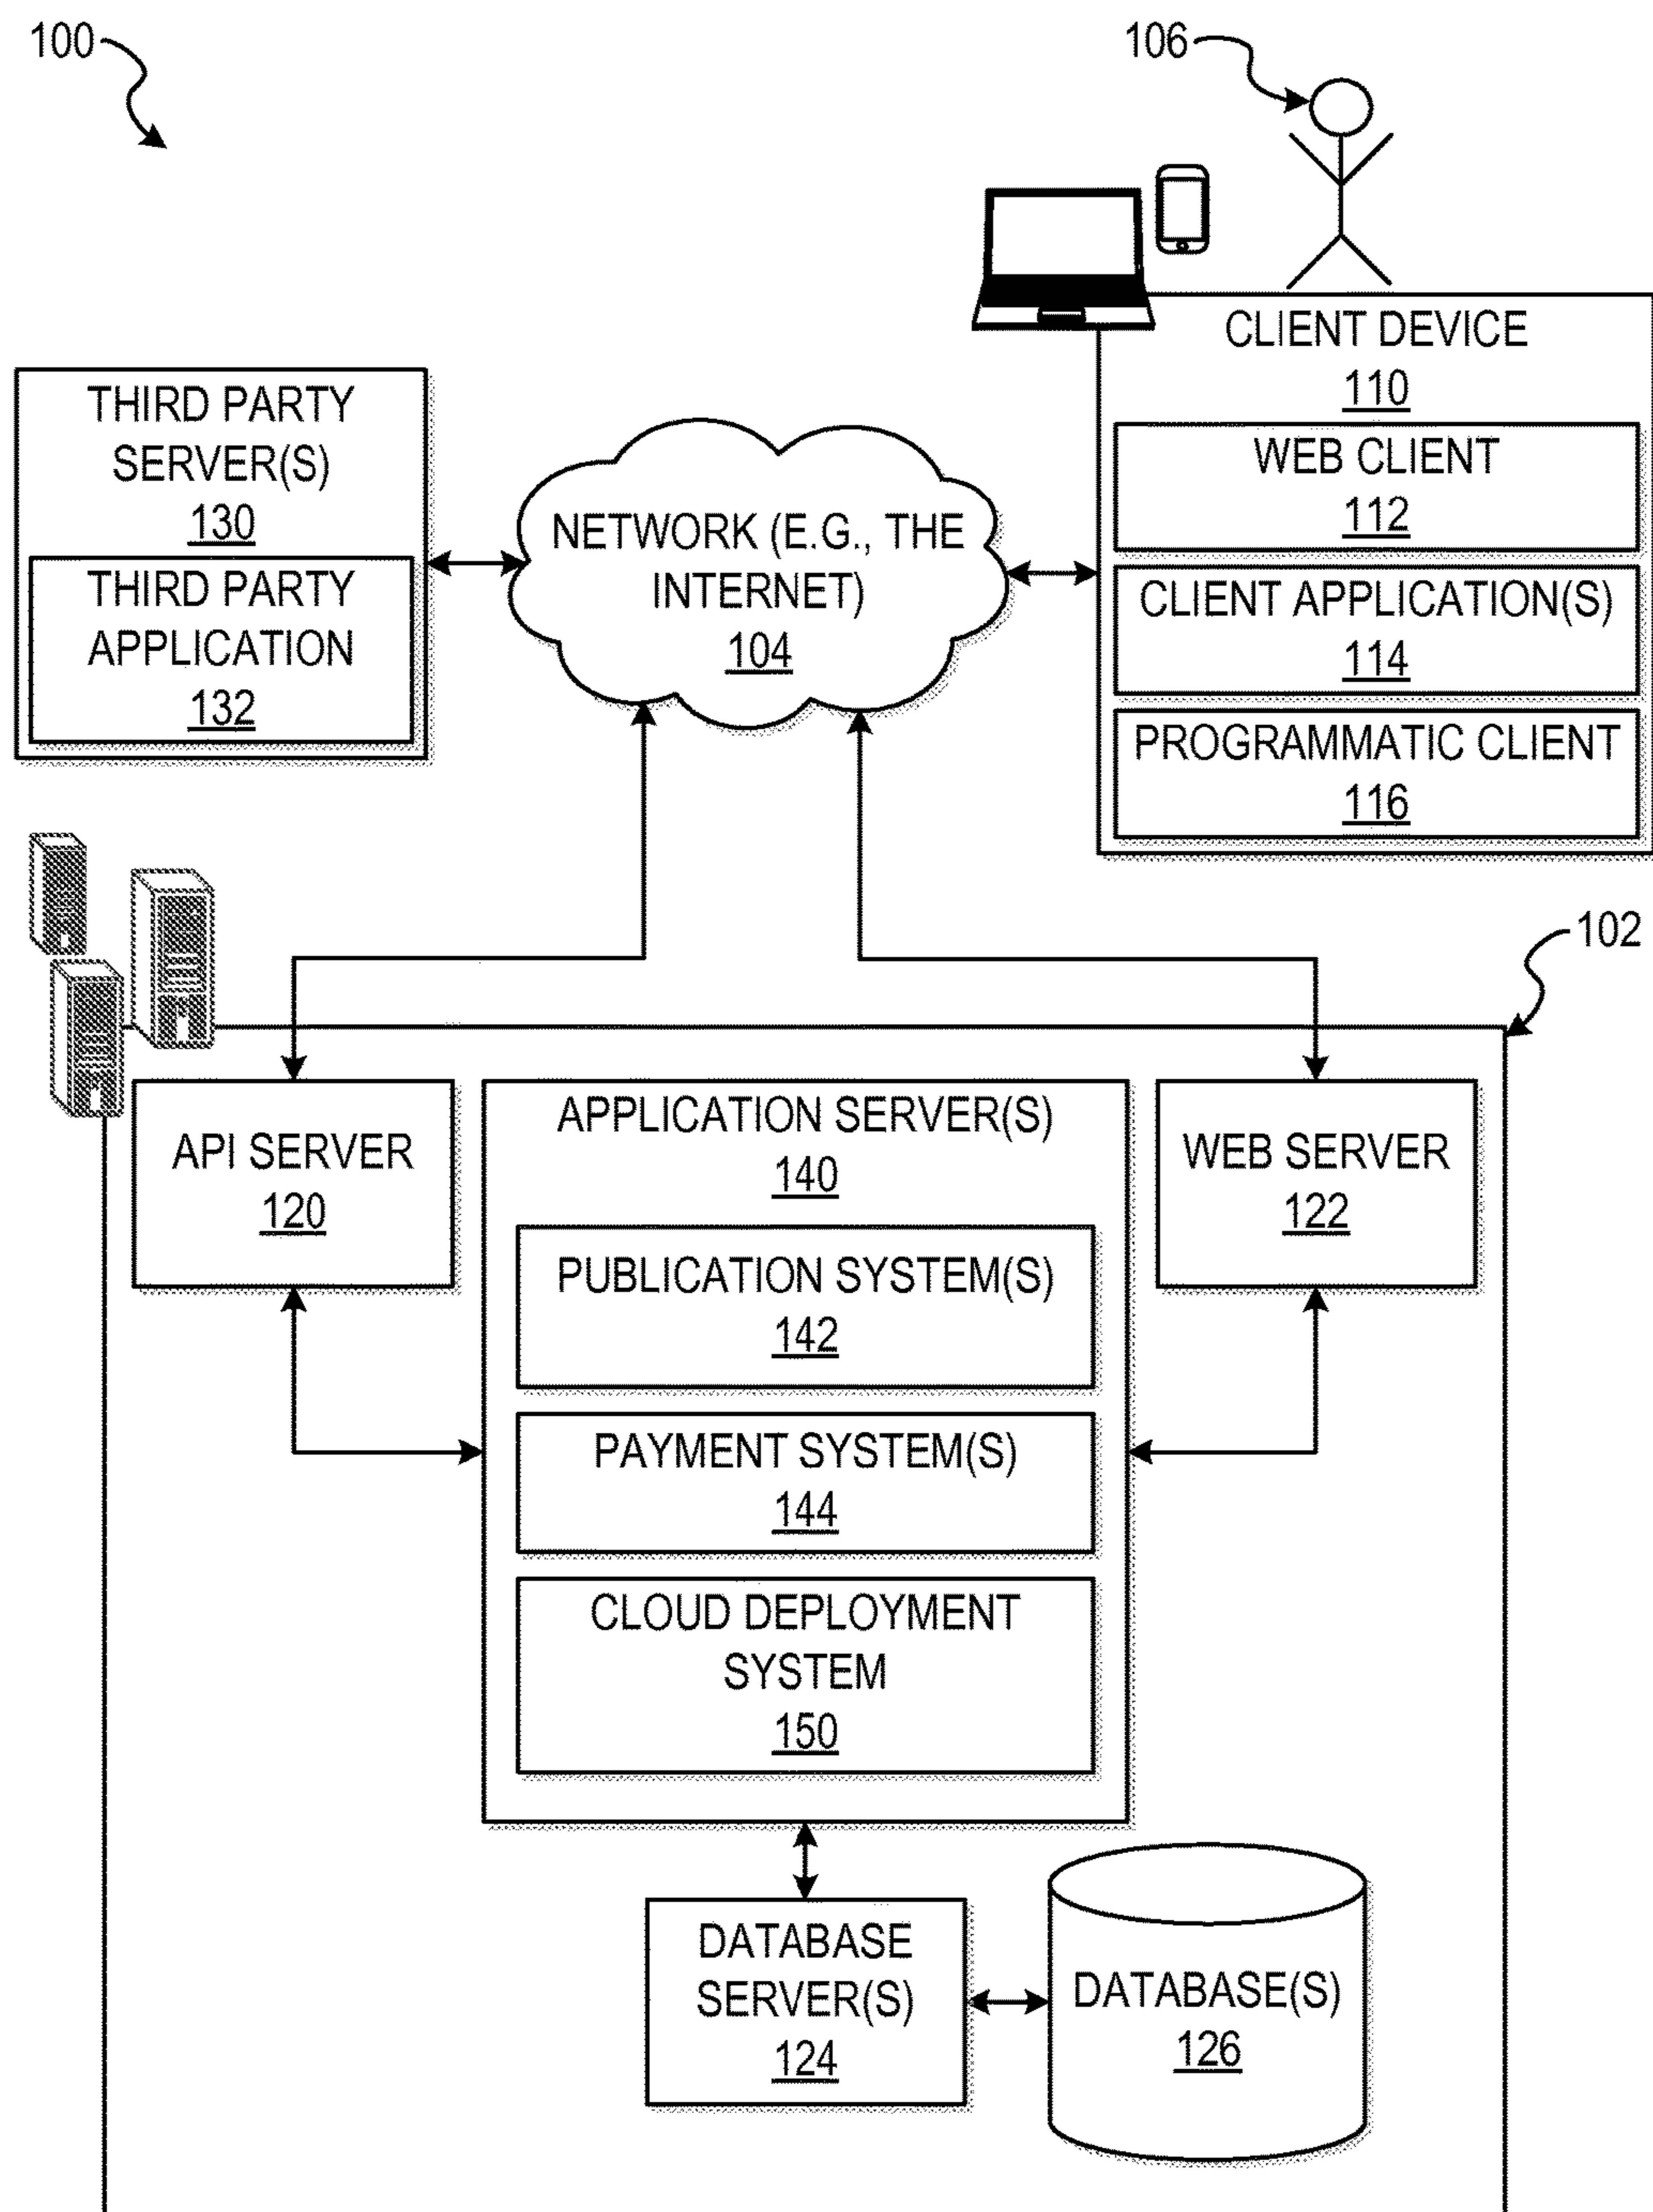 100
106
CLIENT DEVICE
110
WEB CLIENT
112
CLIENT APPLICATION(S)
114
PROGRAMMATIC CLIENT
116
THIRD PARTY
SERVER(S)
130
THIRD PARTY
APPLICATION
132
NETWORK (E.G., THE
INTERNET)
104
102
API SERVER
120
APPLICATION SERVER(S)
140
PUBLICATION SYSTEM(S)
142
PAYMENT SYSTEM(S)
144
CLOUD DEPLOYMENT
SYSTEM
150
WEB SERVER
122
DATABASE
SERVER(S)
124
DATABASE(S)
126